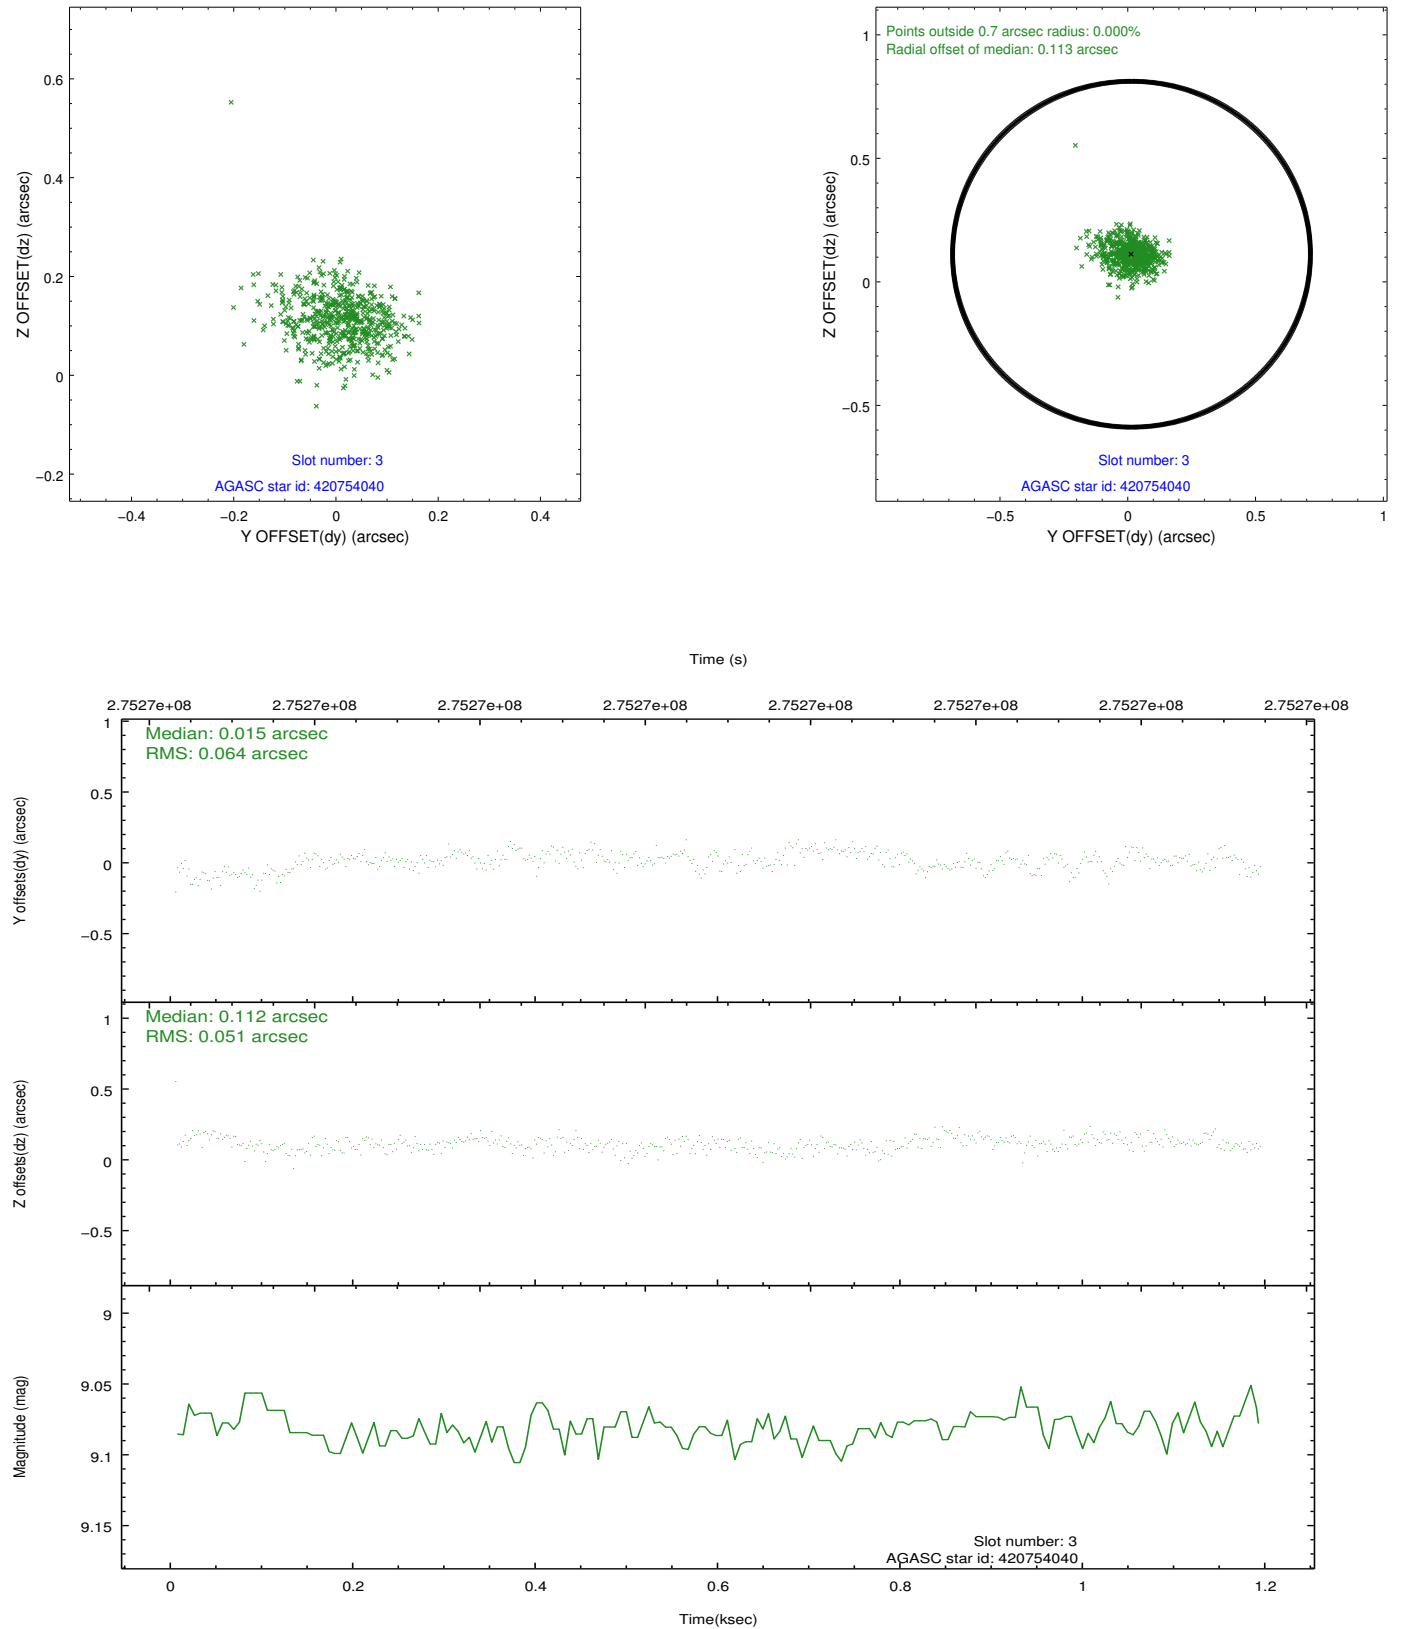 0.6
0.4
0.2
0
−0.2
Z OFFSET(dz) (arcsec)
Slot number: 3
AGASC star id: 420754040
−0.4 −0.2 0 0.2 0.4
Y OFFSET(dy) (arcsec)
Points outside 0.7 arcsec radius: 0.000%
Radial offset of median: 0.113 arcsec
1
0.5
0
−0.5
Z OFFSET(dz) (arcsec)
Slot number: 3
AGASC star id: 420754040
−0.5 0 0.5 1
Y OFFSET(dy) (arcsec)
Time (s)
2.7527e+08 2.7527e+08 2.7527e+08 2.7527e+08 2.7527e+08 2.7527e+08 2.7527e+08 2.7527e+08
Median: 0.015 arcsec
RMS: 0.064 arcsec
1
0.5
0
−0.5
Y offsets(dy) (arcsec)
Median: 0.112 arcsec
RMS: 0.051 arcsec
1
0.5
0
−0.5
Z offsets(dz) (arcsec)
9
9.05
9.1
9.15
Magnitude (mag)
Slot number: 3
AGASC star id: 420754040
0 0.2 0.4 0.6 0.8 1 1.2
Time(ksec)